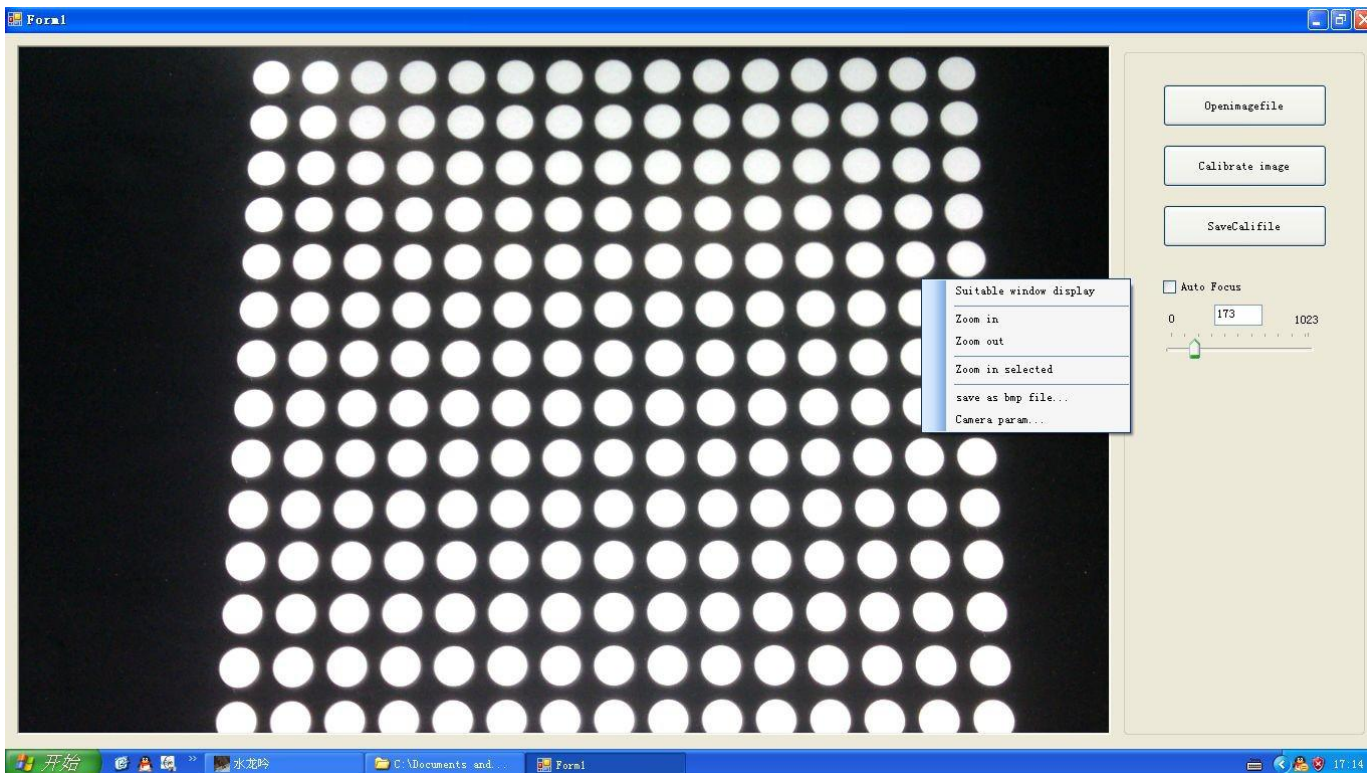 Form1
Openimagefile
Calibrate image
SaveCalifile
Auto Focus
0
173
1023
Suitable window display
Zoom in
Zoom out
Zoom in selected
save as bmp file...
Camera param...
开始
水龙吟
C:\Documents and...
Form1
17:14